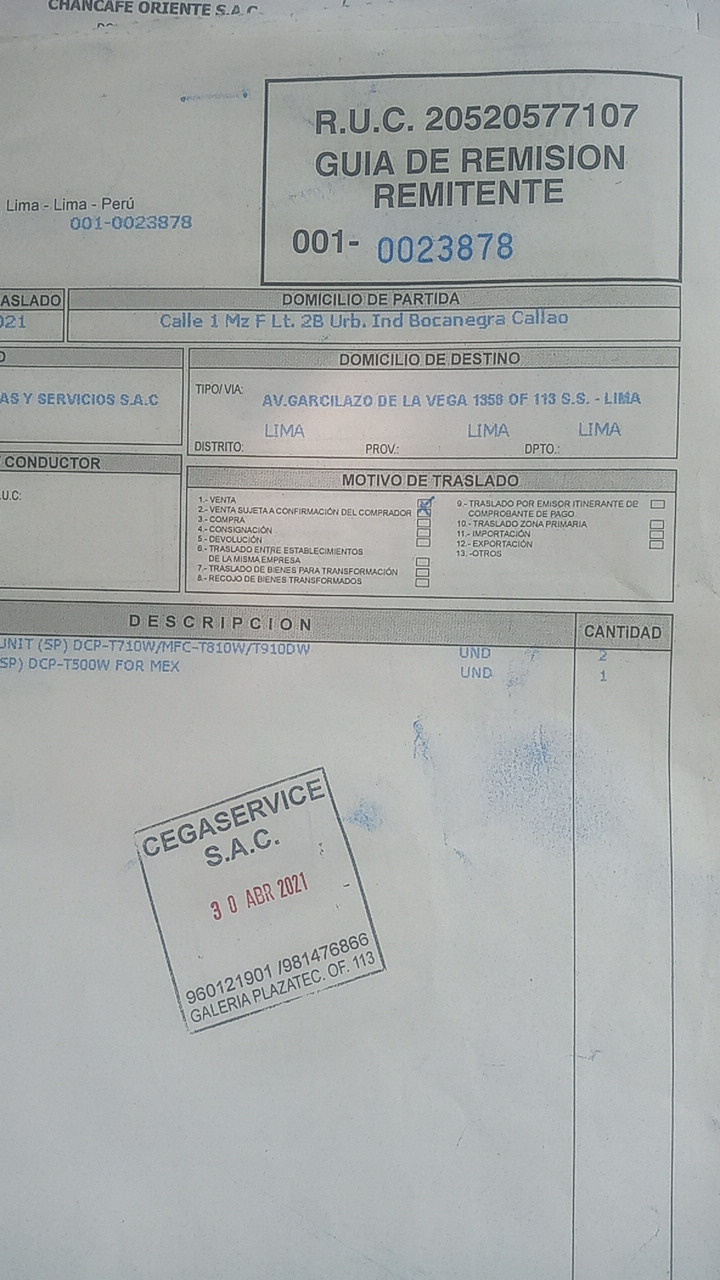 CHANCAFE ORIENTE S.A.C.
R.U.C. 20520577107
GUIA DE REMISION
REMITENTE
001- 0023878
Lima - Lima - Perú
001-0023878
ASLADO
021
DOMICILIO DE PARTIDA
Calle 1 Mz F Lt. 2B Urb. Ind Bocanegra Callao
O
AS Y SERVICIOS S.A.C
DOMICILIO DE DESTINO
TIPO/VIA: AV.GARCILAZO DE LA VEGA 1358 OF 113 S.S. - LIMA
LIMA LIMA LIMA
DISTRITO: PROV.: DPTO.:
CONDUCTOR
.U.C:
MOTIVO DE TRASLADO
1.- VENTA
2.- VENTA SUJETA A CONFIRMACIÓN DEL COMPRADOR
3.- COMPRA
4.- CONSIGNACIÓN
5.- DEVOLUCIÓN
6.- TRASLADO ENTRE ESTABLECIMIENTOS
DE LA MISMA EMPRESA
7.- TRASLADO DE BIENES PARA TRANSFORMACIÓN
8.- RECOJO DE BIENES TRANSFORMADOS
9.- TRASLADO POR EMISOR ITINERANTE DE
COMPROBANTE DE PAGO
10.- TRASLADO ZONA PRIMARIA
11.- IMPORTACIÓN
12.- EXPORTACIÓN
13.-OTROS
DESCRIPCION CANTIDAD
UNIT (SP) DCP-T710W/MFC-T810W/T910DW UND 2
SP) DCP-T500W FOR MEX UND 1
CEGASERVICE
S.A.C.
30 ABR 2021
960121901 /981476866
GALERIA PLAZATEC. OF. 113